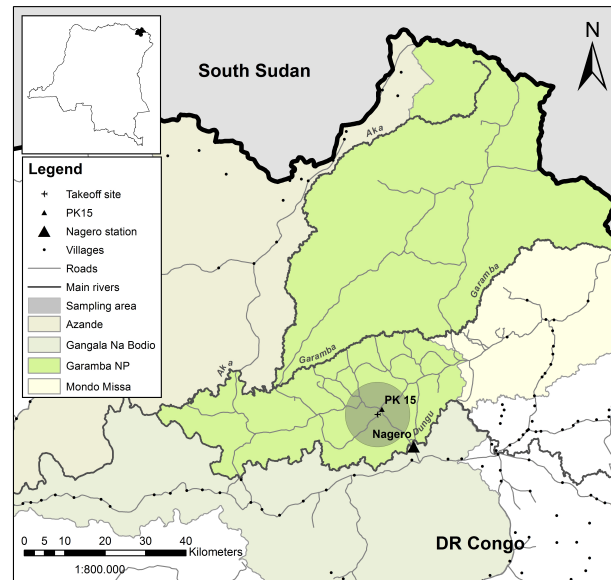 South Sudan
N
Aka
Legend
Takeoff site
PK15
Nagero station
Villages
Roads
Main rivers
Sampling area
Azande
Gangala Na Bodio
Garamba NP
Mondo Missa
Garamba
Garamba
Aka
PK 15
Dungu
Nagero
DR Congo
0 5 10 20 30 40
Kilometers
1:800.000